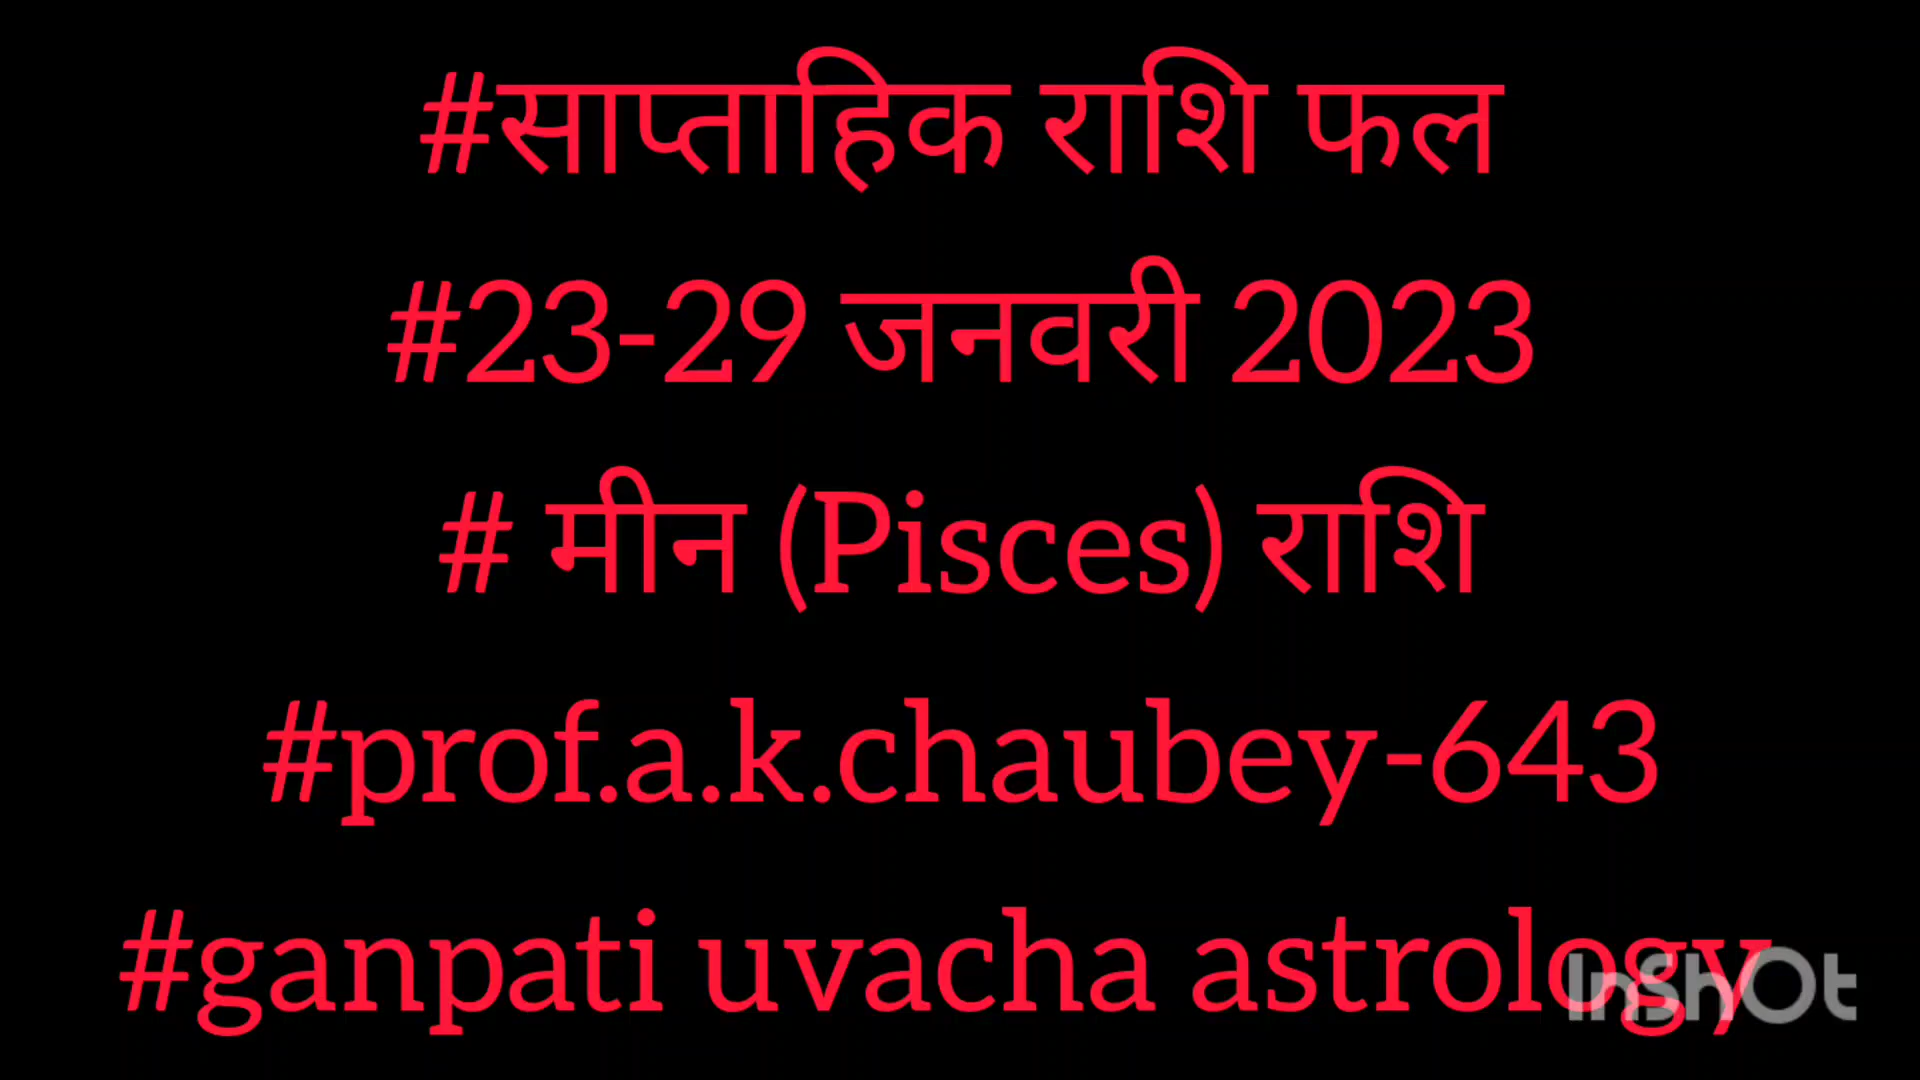 #साप्ताहिक राशि फल
#23-29 जनवरी 2023
# मीन (Pisces) राशि
#prof.a.k.chaubey-643
#ganpati uvacha astrology
InShOt